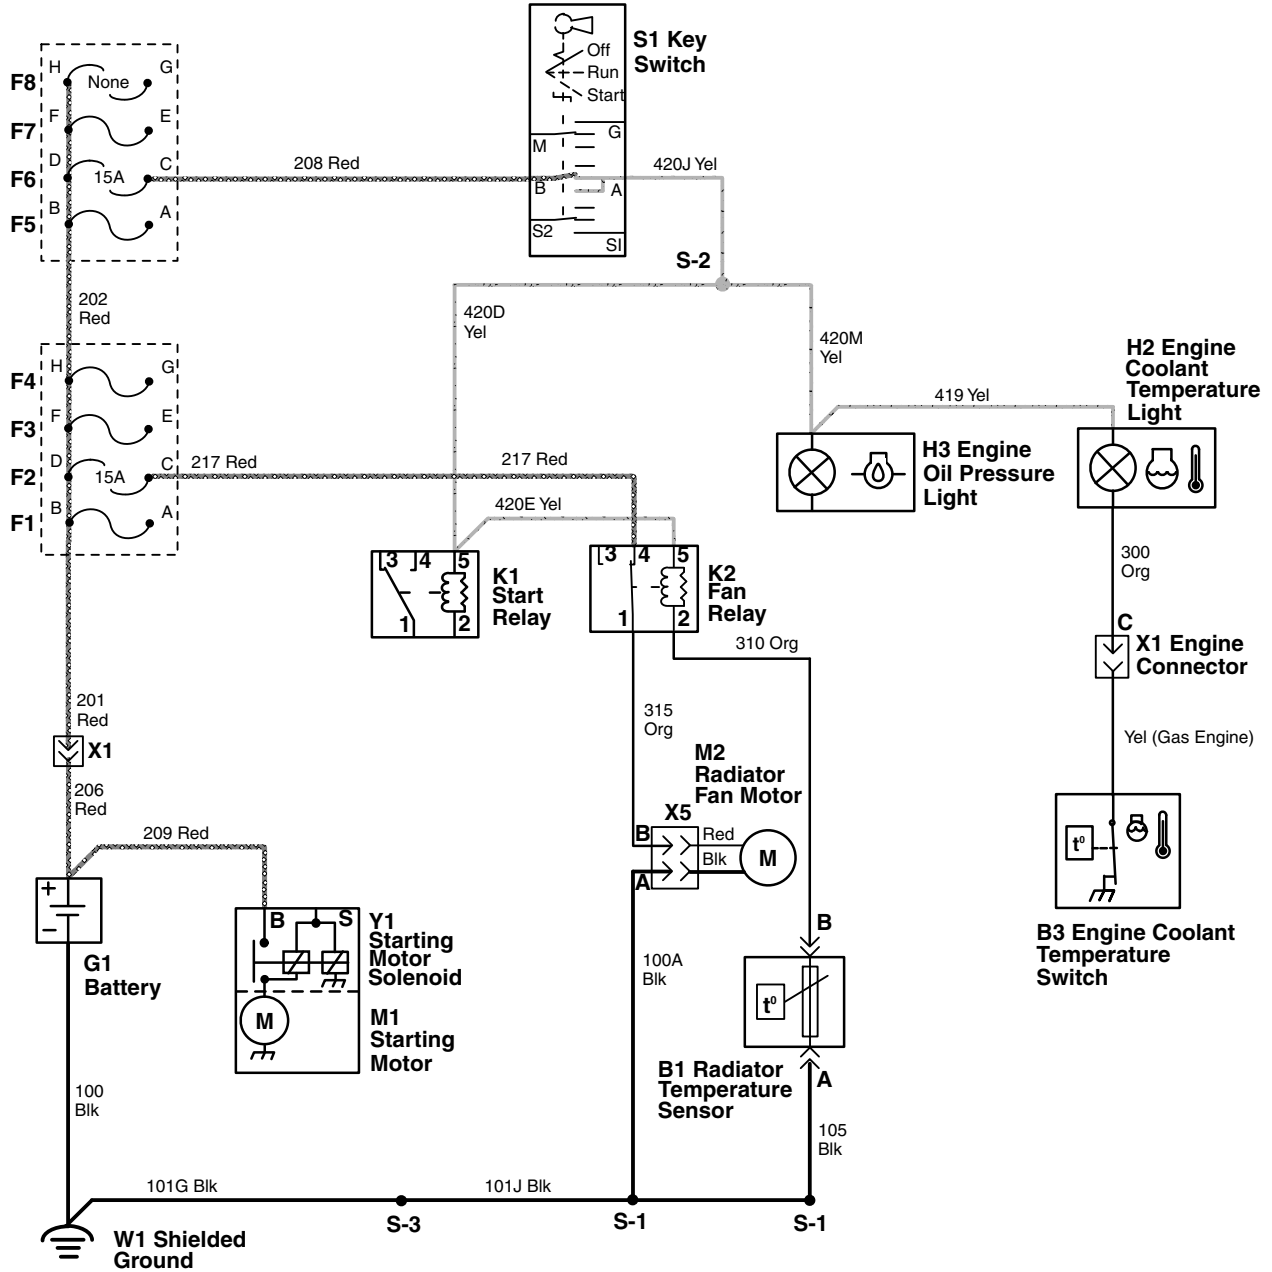 S1 Key
Switch
Off
Run
Start
M
G
B
A
S2
SI
F8
H
None
G
F7
F
E
F6
D
15A
C
F5
B
A
208 Red
420J Yel
S-2
202
Red
420D
Yel
420M
Yel
419 Yel
H2 Engine
Coolant
Temperature
Light
F4
H
G
F3
F
E
F2
D
15A
C
F1
B
A
217 Red
217 Red
420E Yel
H3 Engine
Oil Pressure
Light
3
4
5
1
2
K1
Start
Relay
3
4
5
1
2
K2
Fan
Relay
300
Org
C
X1 Engine
Connector
310 Org
315
Org
201
Red
X1
206
Red
209 Red
M2
Radiator
Fan Motor
X5
B
Red
Blk
A
M
Yel (Gas Engine)
t⁰
B3 Engine Coolant
Temperature
Switch
+
−
G1
Battery
B
S
Y1
Starting
Motor
Solenoid
M
M1
Starting
Motor
100A
Blk
B
t⁰
B1 Radiator
Temperature
Sensor
A
100
Blk
105
Blk
101G Blk
101J Blk
S-3
S-1
S-1
W1 Shielded
Ground